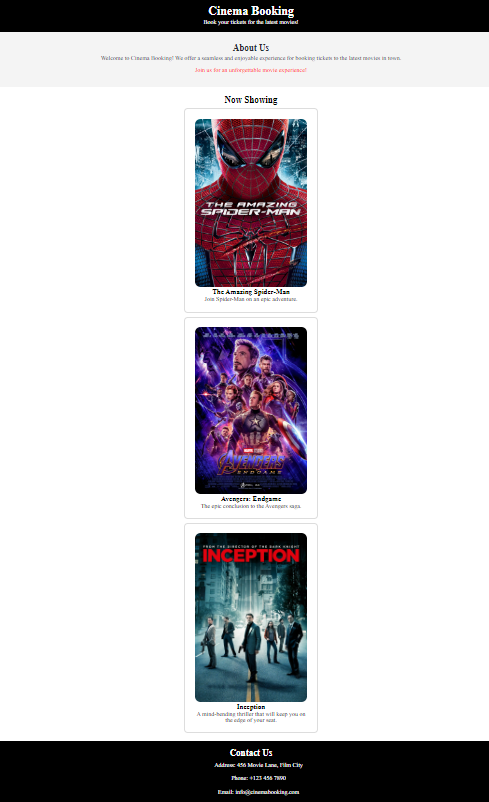 Cinema Booking
Book your tickets for the latest movies!
About Us
Welcome to Cinema Booking! We offer a seamless and enjoyable experience for booking tickets to the latest movies in town.
Join us for an unforgettable movie experience!
Now Showing
THE AMAZING
SPIDER-MAN
The Amazing Spider-Man
Join Spider-Man on an epic adventure.
MARVEL STUDIOS
AVENGERS
ENDGAME
Avengers: Endgame
The epic conclusion to the Avengers saga.
FROM THE DIRECTOR OF THE DARK KNIGHT
INCEPTION
Inception
A mind-bending thriller that will keep you on
the edge of your seat.
Contact Us
Address: 456 Movie Lane, Film City
Phone: +123 456 7890
Email: info@cinemabooking.com